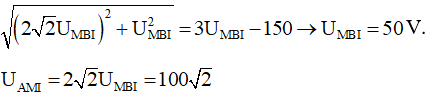 √((2√2U_MBI)² + U²_MBI) = 3U_MBI − 150 → U_MBI = 50 V.
U_AMI = 2√2U_MBI = 100√2